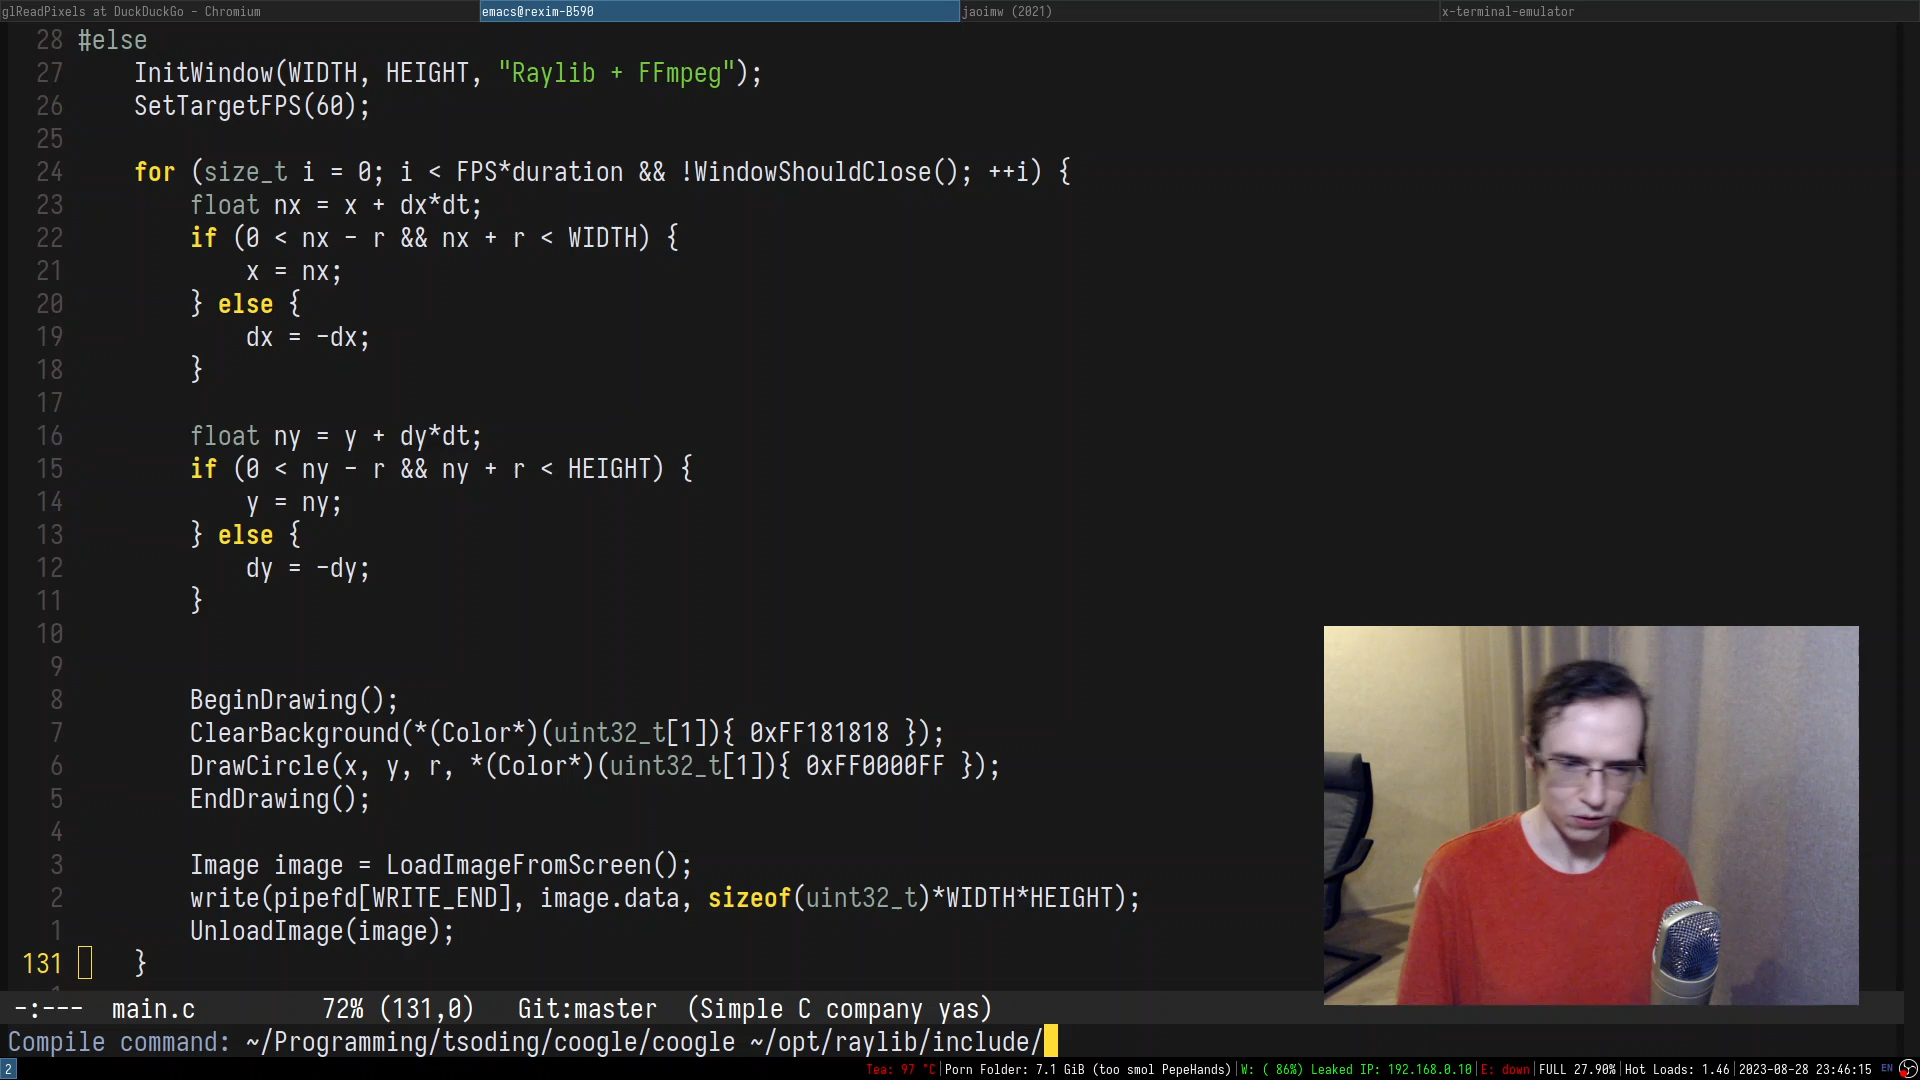 glReadPixels at DuckDuckGo - Chromium emacs@rexim-B590 jaoimw (2021) x-terminal-emulator
28 #else
27 InitWindow(WIDTH, HEIGHT, "Raylib + FFmpeg");
26 SetTargetFPS(60);
25
24 for (size_t i = 0; i < FPS*duration && !WindowShouldClose(); ++i) {
23 float nx = x + dx*dt;
22 if (0 < nx - r && nx + r < WIDTH) {
21 x = nx;
20 } else {
19 dx = -dx;
18 }
17
16 float ny = y + dy*dt;
15 if (0 < ny - r && ny + r < HEIGHT) {
14 y = ny;
13 } else {
12 dy = -dy;
11 }
10
9
8 BeginDrawing();
7 ClearBackground(*(Color*)(uint32_t[1]){ 0xFF181818 });
6 DrawCircle(x, y, r, *(Color*)(uint32_t[1]){ 0xFF0000FF });
5 EndDrawing();
4
3 Image image = LoadImageFromScreen();
2 write(pipefd[WRITE_END], image.data, sizeof(uint32_t)*WIDTH*HEIGHT);
1 UnloadImage(image);
131 }
-:--- main.c 72% (131,0) Git:master (Simple C company yas)
Compile command: ~/Programming/tsoding/coogle/coogle ~/opt/raylib/include/
2 Tea: 97 °C|Porn Folder: 7.1 GiB (too smol PepeHands)|W: ( 86%) Leaked IP: 192.168.0.10|E: down|FULL 27.90%|Hot Loads: 1.46|2023-08-28 23:46:15 EN